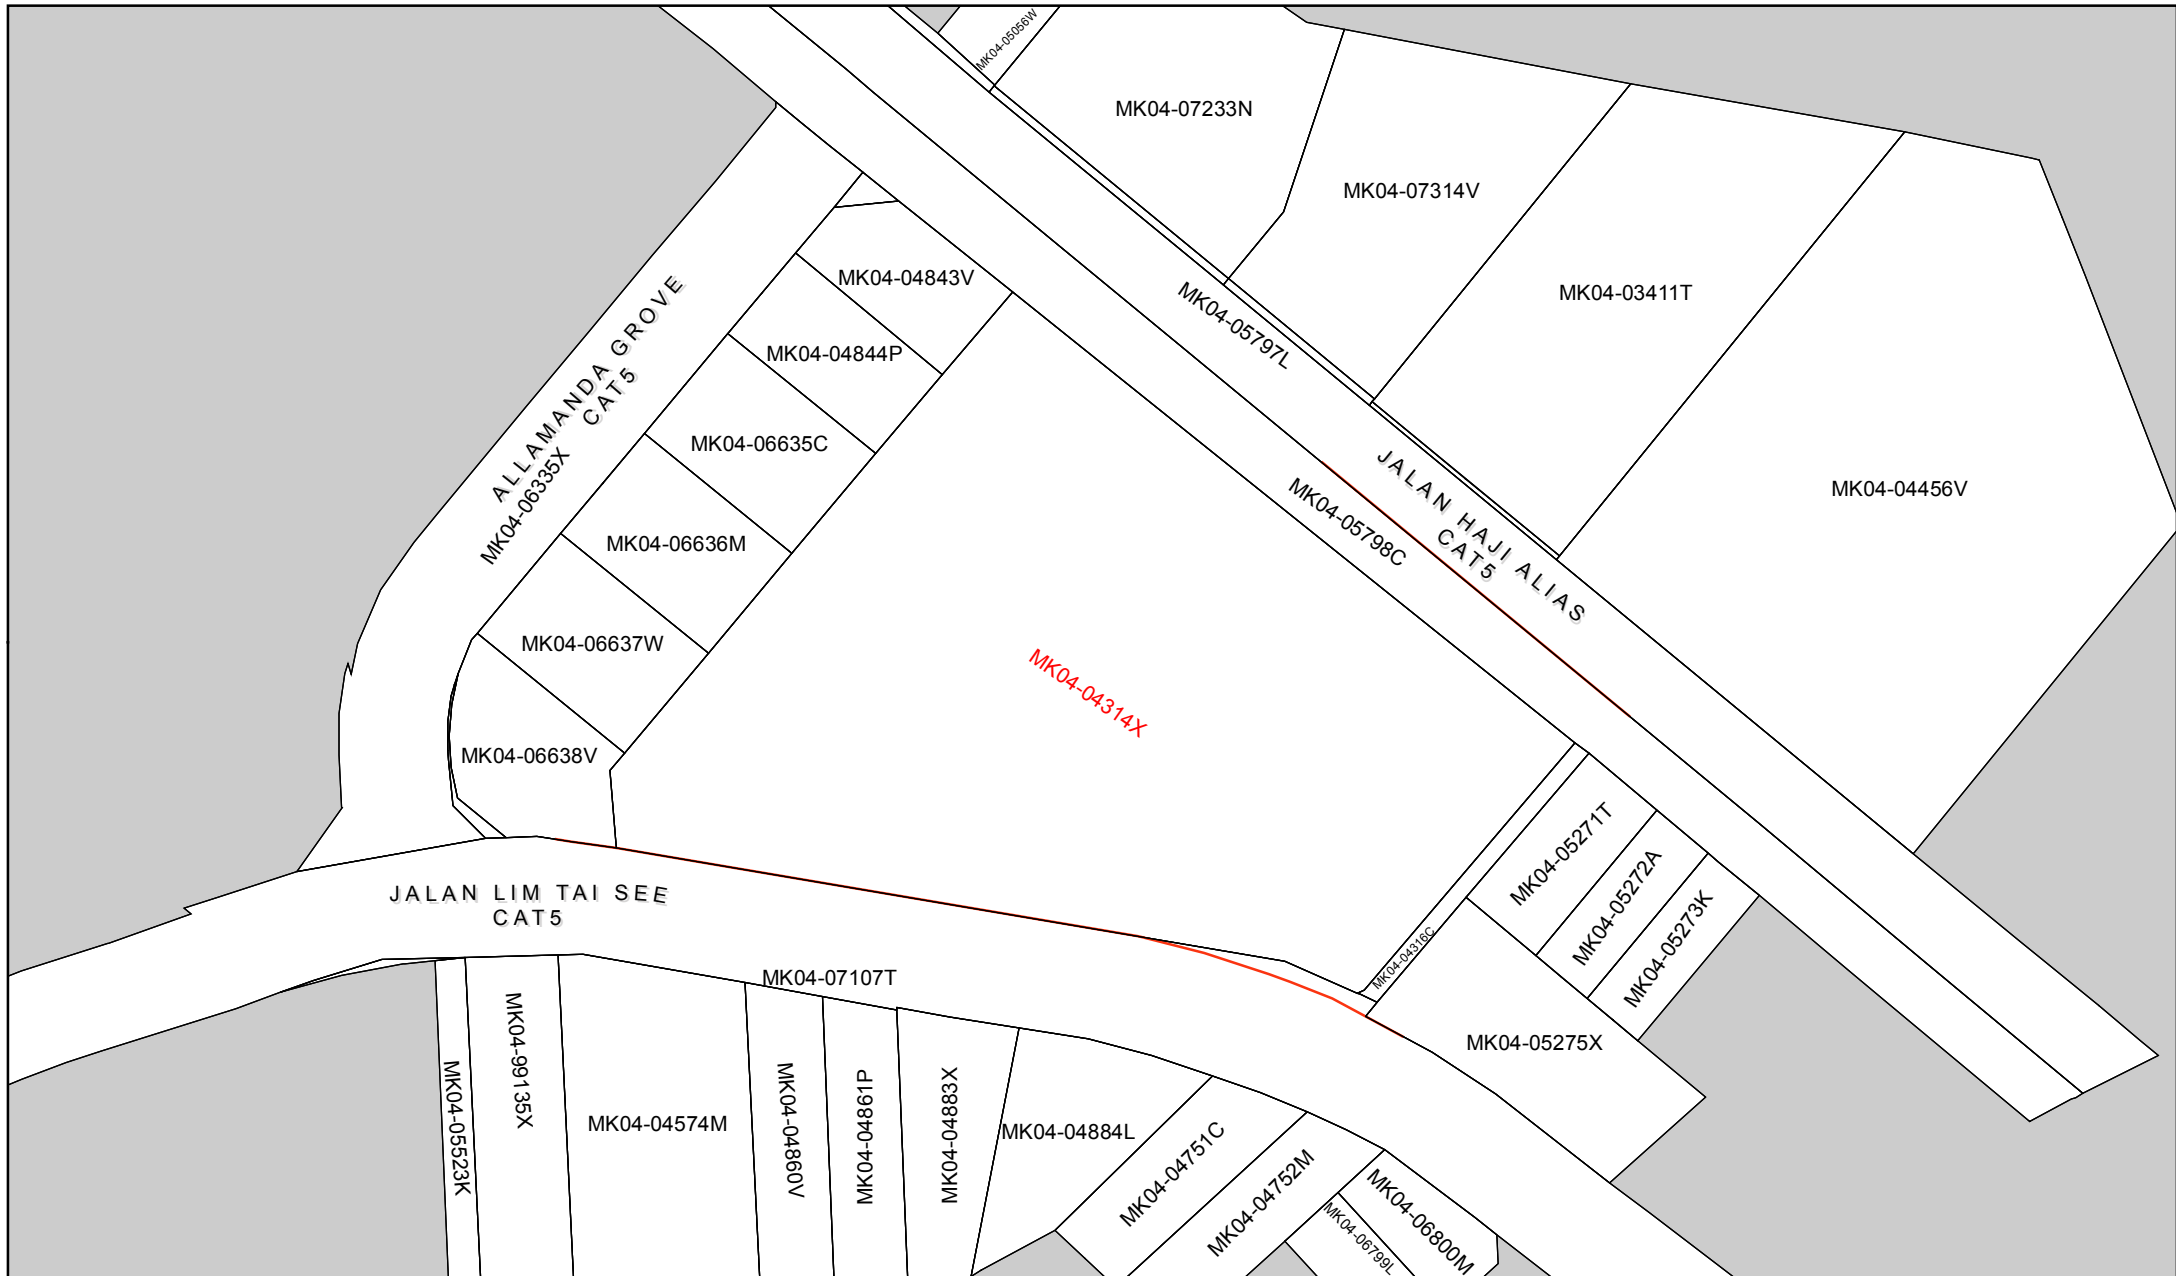 MK04-05056W
MK04-07233N
MK04-07314V
MK04-03411T
MK04-04456V
MK04-05797L
JALAN HAJI ALIAS
CAT5
MK04-05798C
MK04-04843V
MK04-04844P
MK04-06635C
MK04-06636M
MK04-06637W
MK04-06638V
ALLAMANDA GROVE
CAT5
MK04-06335X
MK04-04314X
MK04-05271T
MK04-05272A
MK04-05273K
MK04-04316C
MK04-05275X
JALAN LIM TAI SEE
CAT5
MK04-07107T
MK04-05523K
MK04-99135X
MK04-04574M
MK04-04860V
MK04-04861P
MK04-04883X
MK04-04884L
MK04-04751C
MK04-04752M
MK04-06799L
MK04-06800M